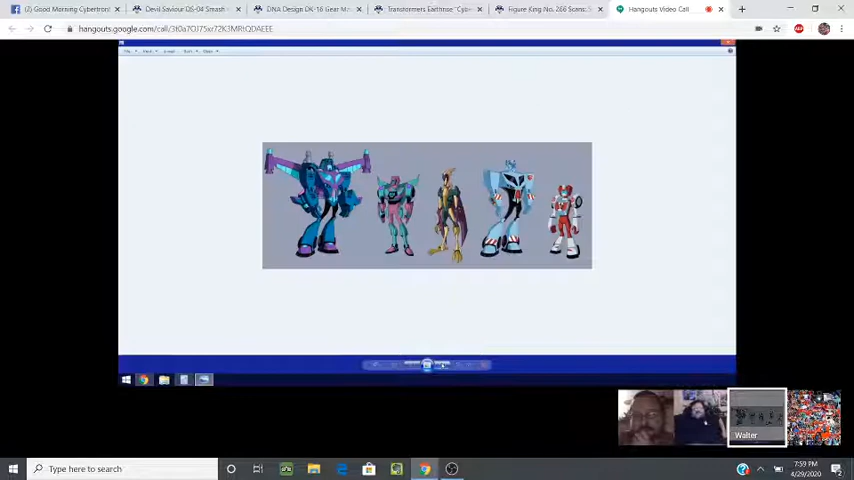 (2) Good Morning Cybertron!
Devil Saviour DS-04 Smash
DNA Design DK-16 Gear M
Transformers Earthrise "Cyb
Figure King No. 266 Scans: S
Hangouts Video Call
hangouts.google.com/call/
Walter
Type here to search
7:59 PM
4/29/2020